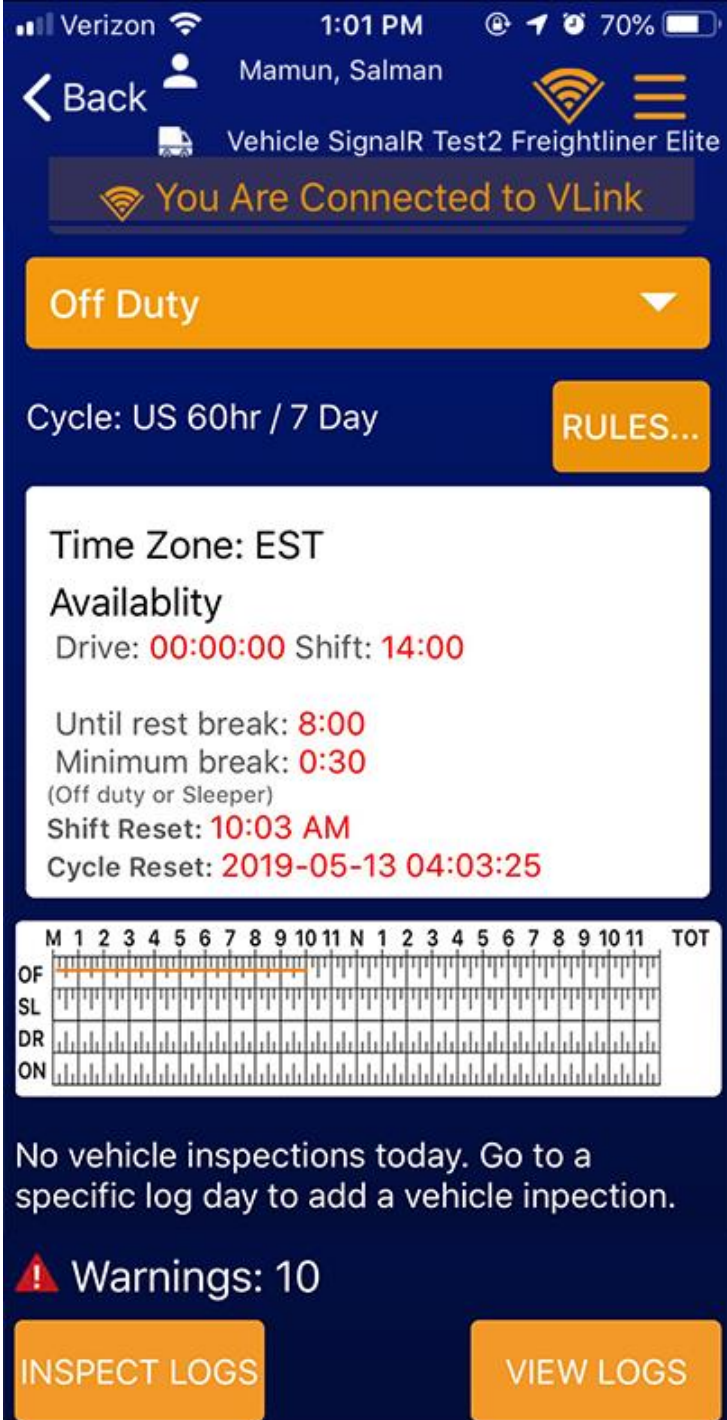 Verizon 1:01 PM 70%
Back Mamun, Salman
Vehicle SignalR Test2 Freightliner Elite
You Are Connected to VLink
Off Duty
Cycle: US 60hr / 7 Day RULES...
Time Zone: EST
Availablity
Drive: 00:00:00 Shift: 14:00
Until rest break: 8:00
Minimum break: 0:30
(Off duty or Sleeper)
Shift Reset: 10:03 AM
Cycle Reset: 2019-05-13 04:03:25
M 1 2 3 4 5 6 7 8 9 10 11 N 1 2 3 4 5 6 7 8 9 10 11 TOT
OF
SL
DR
ON
No vehicle inspections today. Go to a
specific log day to add a vehicle inpection.
Warnings: 10
INSPECT LOGS VIEW LOGS